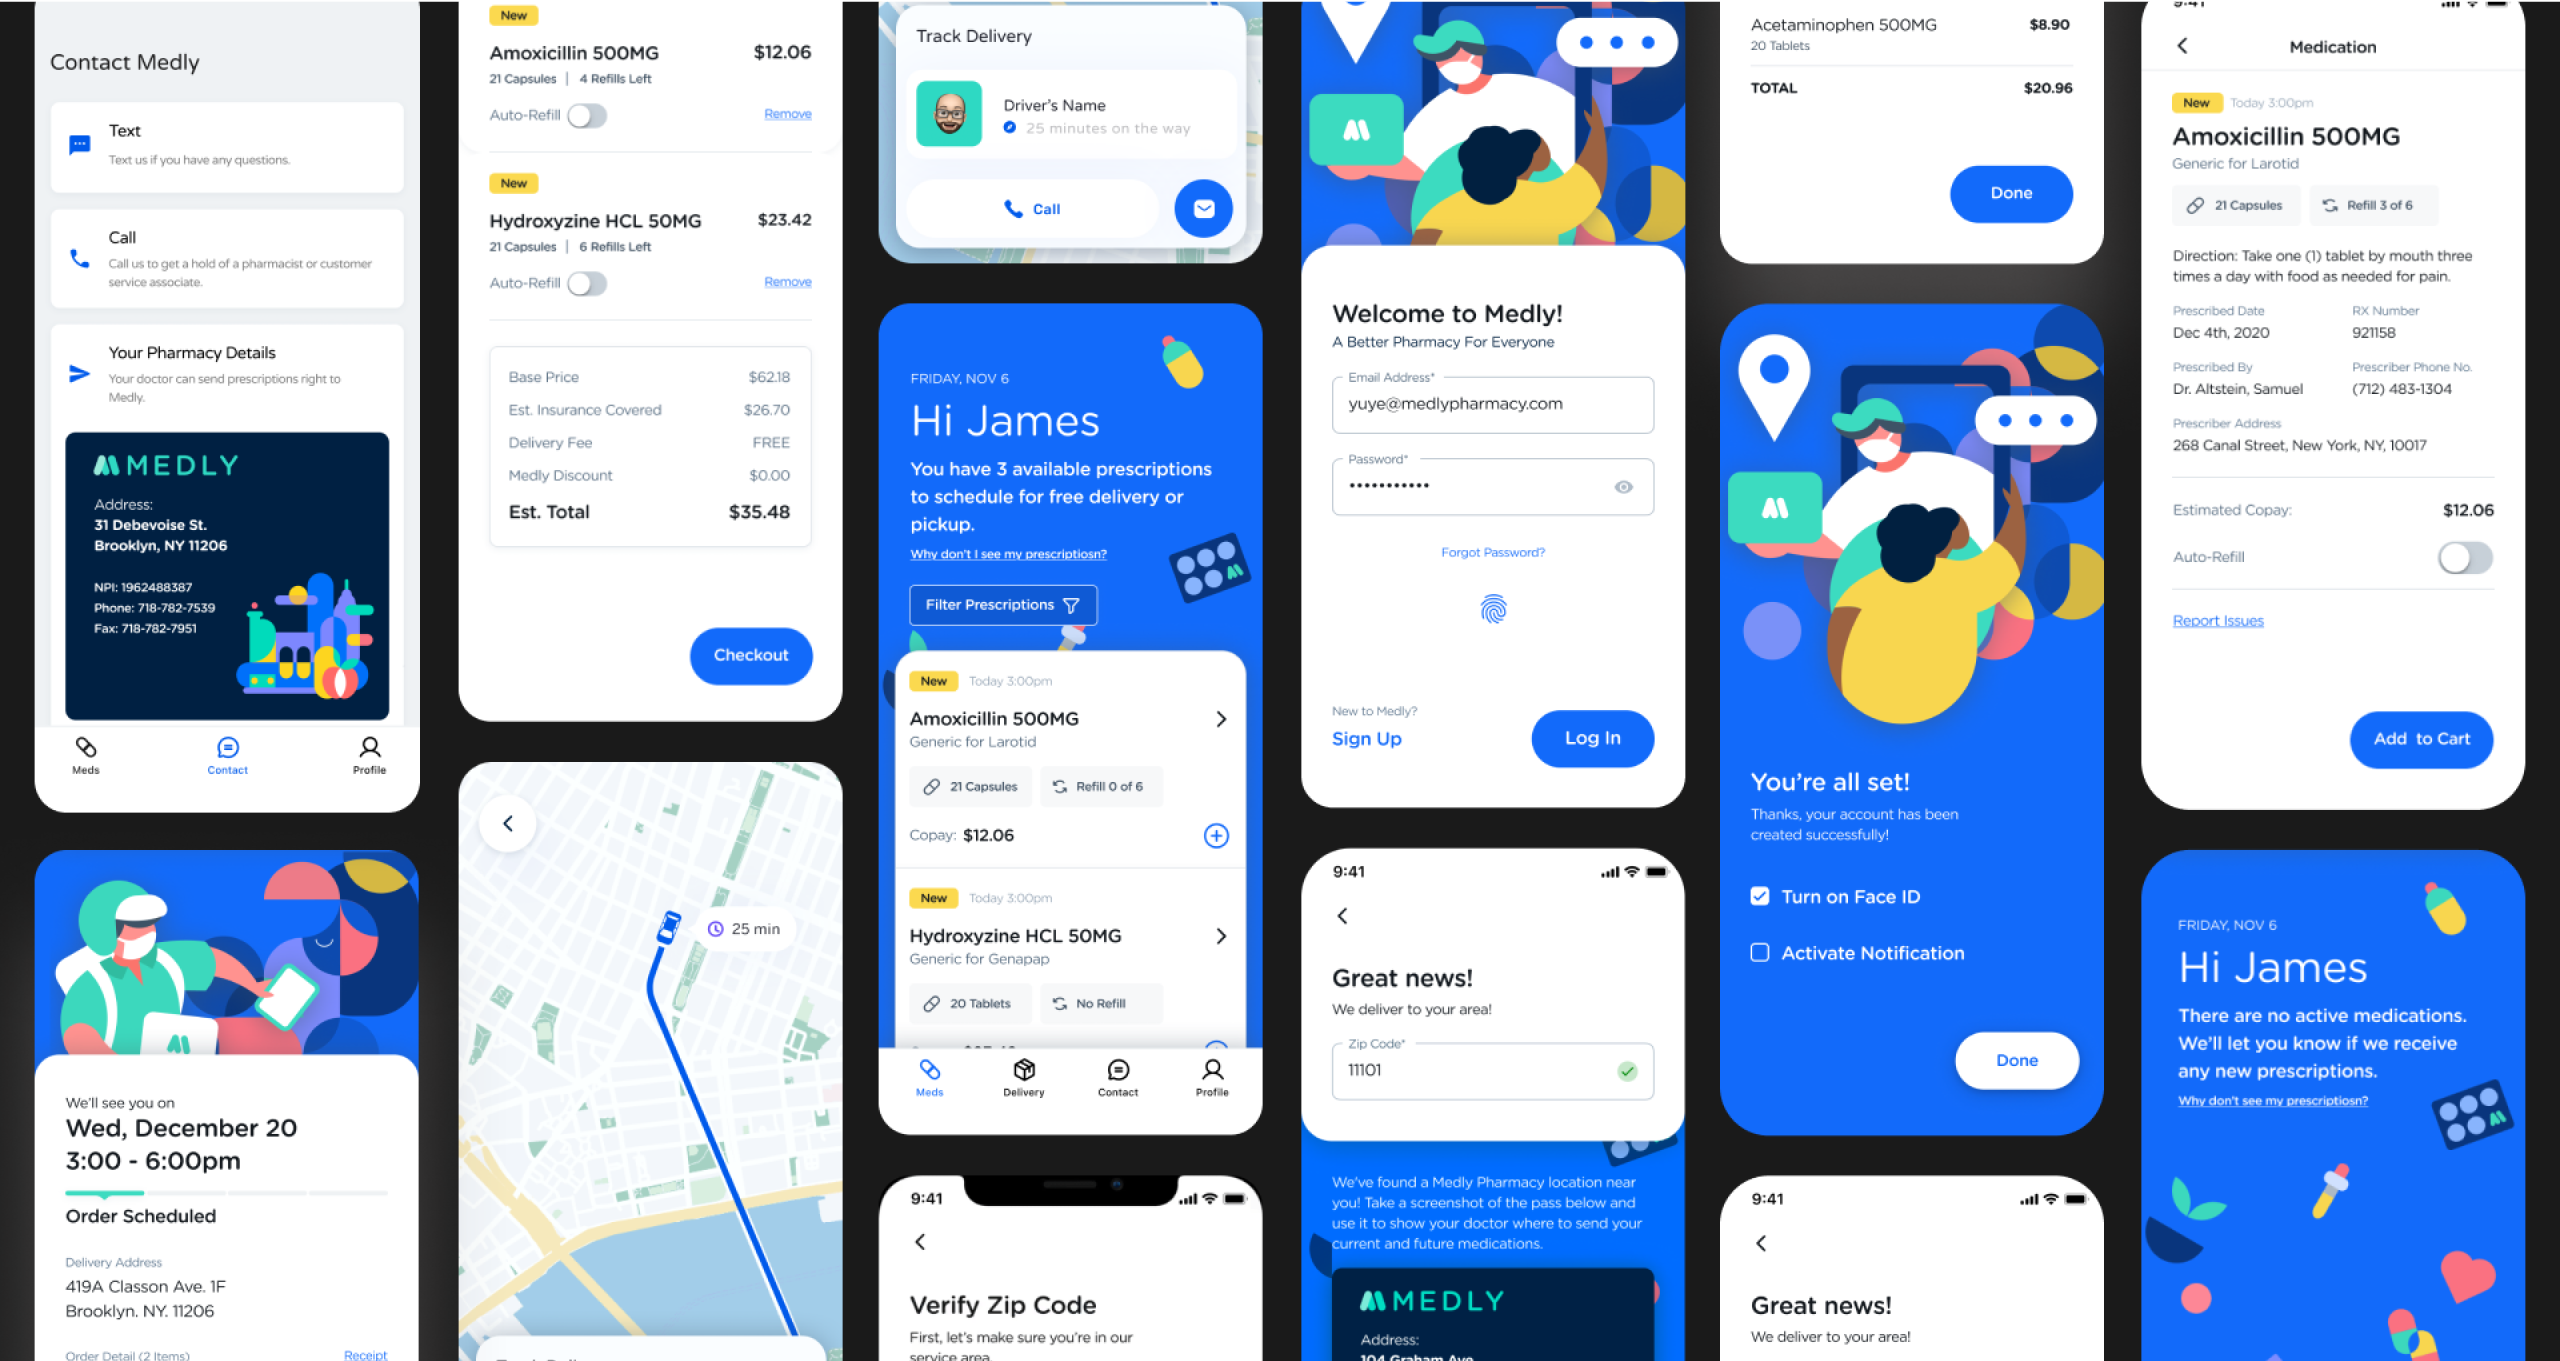 Contact Medly
Text
Text us if you have any questions.
Call
Call us to get a hold of a pharmacist or customer
service associate.
Your Pharmacy Details
Your doctor can send prescriptions right to
Medly.
MEDLY
Address:
31 Debevoise St.
Brooklyn, NY 11206
NPI: 1962488387
Phone: 718-782-7539
Fax: 718-782-7951
Meds
Contact
Profile
We'll see you on
Wed, December 20
3:00 - 6:00pm
Order Scheduled
Delivery Address
419A Classon Ave. 1F
Brooklyn. NY. 11206
Order Detail (2 Items)
Receipt
New
Amoxicillin 500MG
$12.06
21 Capsules | 4 Refills Left
Auto-Refill
Remove
New
Hydroxyzine HCL 50MG
$23.42
21 Capsules | 6 Refills Left
Auto-Refill
Remove
Base Price
$62.18
Est. Insurance Covered
$26.70
Delivery Fee
FREE
Medly Discount
$0.00
Est. Total
$35.48
Checkout
25 min
Track Delivery
Driver's Name
25 minutes on the way
Call
FRIDAY, NOV 6
Hi James
You have 3 available prescriptions
to schedule for free delivery or
pickup.
Why don't I see my prescriptiosn?
Filter Prescriptions
New
Today 3:00pm
Amoxicillin 500MG
Generic for Larotid
21 Capsules
Refill 0 of 6
Copay: $12.06
New
Today 3:00pm
Hydroxyzine HCL 50MG
Generic for Genapap
20 Tablets
No Refill
Meds
Delivery
Contact
Profile
9:41
Verify Zip Code
First, let's make sure you're in our
service area.
Welcome to Medly!
A Better Pharmacy For Everyone
Email Address*
yuye@medlypharmacy.com
Password*
Forgot Password?
New to Medly?
Sign Up
Log In
9:41
Great news!
We deliver to your area!
Zip Code*
11101
We've found a Medly Pharmacy location near
you! Take a screenshot of the pass below and
use it to show your doctor where to send your
current and future medications.
MEDLY
Address:
104 Graham Ave
Acetaminophen 500MG
$8.90
20 Tablets
TOTAL
$20.96
Done
You're all set!
Thanks, your account has been
created successfully!
Turn on Face ID
Activate Notification
Done
9:41
Great news!
We deliver to your area!
9:41
Medication
New
Today 3:00pm
Amoxicillin 500MG
Generic for Larotid
21 Capsules
Refill 3 of 6
Direction: Take one (1) tablet by mouth three
times a day with food as needed for pain.
Prescribed Date
RX Number
Dec 4th, 2020
921158
Prescribed By
Prescriber Phone No.
Dr. Altstein, Samuel
(712) 483-1304
Prescriber Address
268 Canal Street, New York, NY, 10017
Estimated Copay:
$12.06
Auto-Refill
Report Issues
Add to Cart
FRIDAY, NOV 6
Hi James
There are no active medications.
We'll let you know if we receive
any new prescriptions.
Why don't see my prescriptiosn?